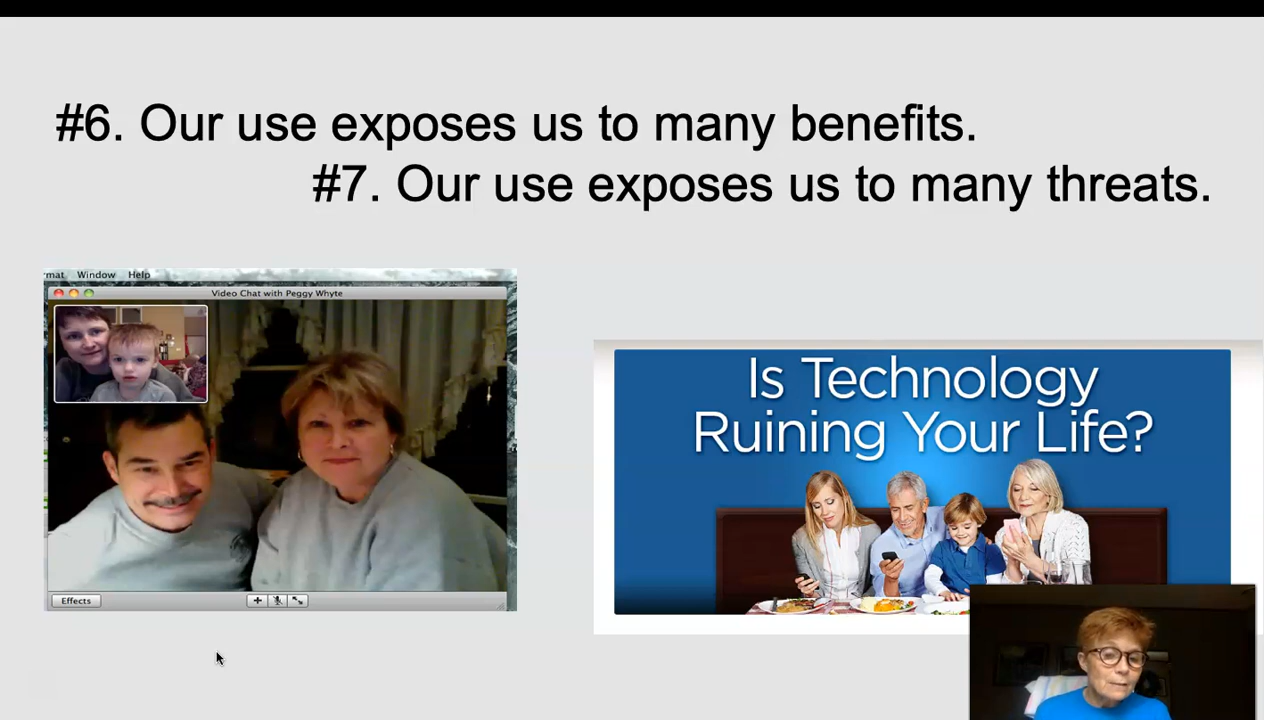 #6. Our use exposes us to many benefits.
#7. Our use exposes us to many threats.
rmat Window Help
Video Chat with Peggy Whyte
Effects
Is Technology
Ruining Your Life?